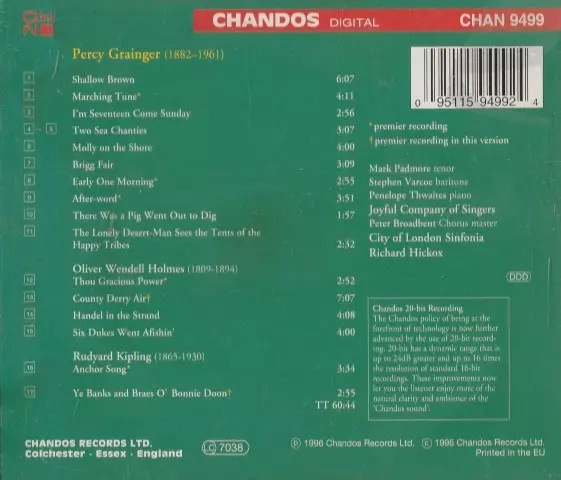 20 bit
CHANDOS DIGITAL
CHAN 9499
Percy Grainger (1882–1961)
1 Shallow Brown 6:07
2 Marching Tune* 4:11
3 I'm Seventeen Come Sunday 2:56
4 - 5 Two Sea Chanties 3:07
6 Molly on the Shore 4:00
7 Brigg Fair 3:09
8 Early One Morning* 2:55
9 After-word* 3:51
10 There Was a Pig Went Out to Dig 1:57
11 The Lonely Desert-Man Sees the Tents of the
Happy Tribes 2:32
Oliver Wendell Holmes (1809-1894)
12 Thou Gracious Power* 2:52
13 County Derry Air† 7:07
14 Handel in the Strand 4:08
15 Six Dukes Went Afishin' 4:00
Rudyard Kipling (1865-1930)
16 Anchor Song* 3:34
17 Ye Banks and Braes O' Bonnie Doon† 2:55
TT 60:44
0 95115 94992 4
*premier recording
†premier recording in this version
Mark Padmore tenor
Stephen Varcoe baritone
Penelope Thwaites piano
Joyful Company of Singers
Peter Broadbent Chorus master
City of London Sinfonia
Richard Hickox
DDD
Chandos 20-bit Recording
The Chandos policy of being at the
forefront of technology is now further
advanced by the use of 20-bit record-
ing. 20-bit has a dynamic range that is
up to 24dB greater and up to 16 times
the resolution of standard 16-bit
recordings. These improvements now
let you the listener enjoy more of the
natural clarity and ambience of the
'Chandos sound'.
CHANDOS RECORDS LTD.
Colchester · Essex · England
LC 7038
℗ 1996 Chandos Records Ltd. © 1996 Chandos Records Ltd.
Printed in the EU